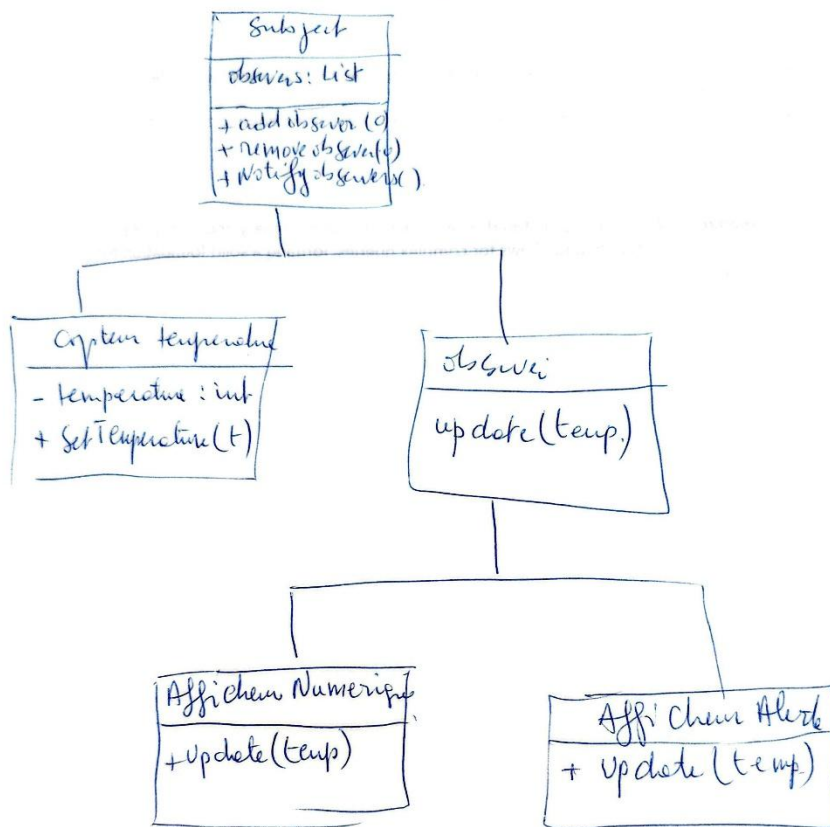 Subject
observers: List
+ add observer (o)
+ remove observer(o)
+ Notify observers().
Capteur temperature
- temperature : int
+ SetTemperature(t)
observer
update(temp.)
Afficheur Numerique
+ Update(temp)
Afficheur Alerte
+ Update(temp.)